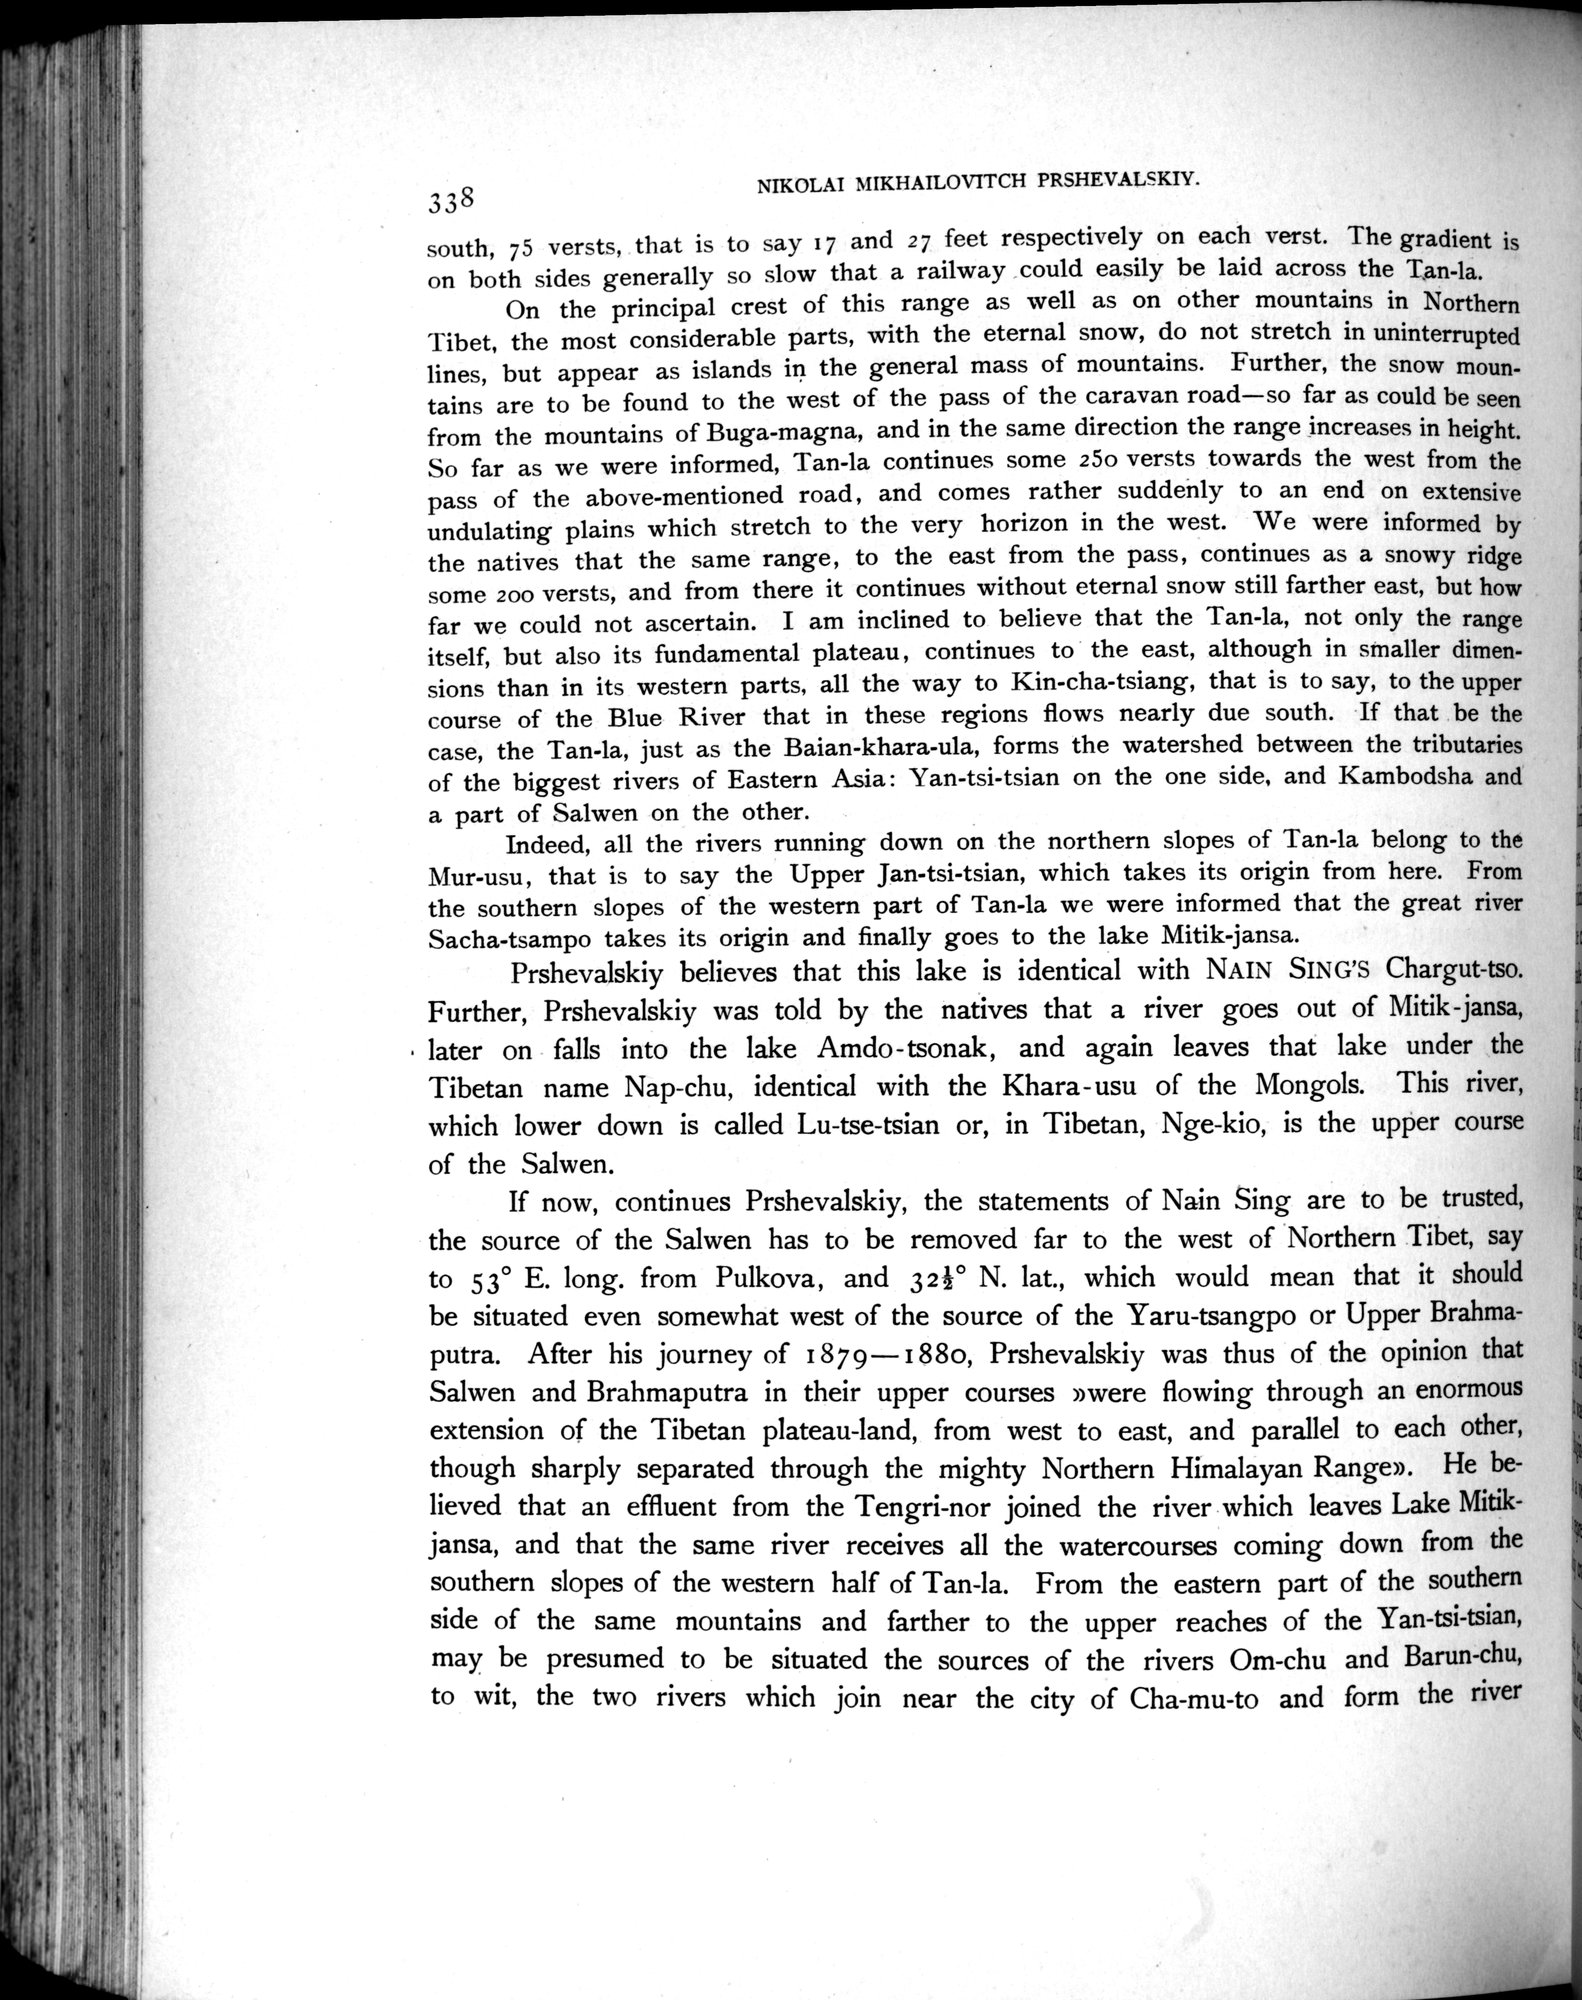 338
NIKOLAI MIKHAILOVITCH PRSHEVALSKIY.
south, 75 versts, that is to say 17 and 27 feet respectively on each verst. The gradient is
on both sides generally so slow that a railway could easily be laid across the Tan-la.
On the principal crest of this range as well as on other mountains in Northern
Tibet, the most considerable parts, with the eternal snow, do not stretch in uninterrupted
lines, but appear as islands in the general mass of mountains. Further, the snow moun-
tains are to be found to the west of the pass of the caravan road—so far as could be seen
from the mountains of Buga-magna, and in the same direction the range increases in height.
So far as we were informed, Tan-la continues some 250 versts towards the west from the
pass of the above-mentioned road, and comes rather suddenly to an end on extensive
undulating plains which stretch to the very horizon in the west. We were informed by
the natives that the same range, to the east from the pass, continues as a snowy ridge
some 200 versts, and from there it continues without eternal snow still farther east, but how
far we could not ascertain. I am inclined to believe that the Tan-la, not only the range
itself, but also its fundamental plateau, continues to the east, although in smaller dimen-
sions than in its western parts, all the way to Kin-cha-tsiang, that is to say, to the upper
course of the Blue River that in these regions flows nearly due south. If that be the
case, the Tan-la, just as the Baian-khara-ula, forms the watershed between the tributaries
of the biggest rivers of Eastern Asia: Yan-tsi-tsian on the one side, and Kambodsha and
a part of Salwen on the other.
Indeed, all the rivers running down on the northern slopes of Tan-la belong to the
Mur-usu, that is to say the Upper Jan-tsi-tsian, which takes its origin from here. From
the southern slopes of the western part of Tan-la we were informed that the great river
Sacha-tsampo takes its origin and finally goes to the lake Mitik-jansa.
Prshevalskiy believes that this lake is identical with NAIN SING'S Chargut-tso.
Further, Prshevalskiy was told by the natives that a river goes out of Mitik-jansa,
later on falls into the lake Amdo-tsonak, and again leaves that lake under the
Tibetan name Nap-chu, identical with the Khara-usu of the Mongols. This river,
which lower down is called Lu-tse-tsian or, in Tibetan, Nge-kio, is the upper course
of the Salwen.
If now, continues Prshevalskiy, the statements of Nain Sing are to be trusted,
the source of the Salwen has to be removed far to the west of Northern Tibet, say
to 53° E. long. from Pulkova, and 32½° N. lat., which would mean that it should
be situated even somewhat west of the source of the Yaru-tsangpo or Upper Brahma-
putra. After his journey of 1879—1880, Prshevalskiy was thus of the opinion that
Salwen and Brahmaputra in their upper courses »were flowing through an enormous
extension of the Tibetan plateau-land, from west to east, and parallel to each other,
though sharply separated through the mighty Northern Himalayan Range». He be-
lieved that an effluent from the Tengri-nor joined the river which leaves Lake Mitik-
jansa, and that the same river receives all the watercourses coming down from the
southern slopes of the western half of Tan-la. From the eastern part of the southern
side of the same mountains and farther to the upper reaches of the Yan-tsi-tsian,
may be presumed to be situated the sources of the rivers Om-chu and Barun-chu,
to wit, the two rivers which join near the city of Cha-mu-to and form the river